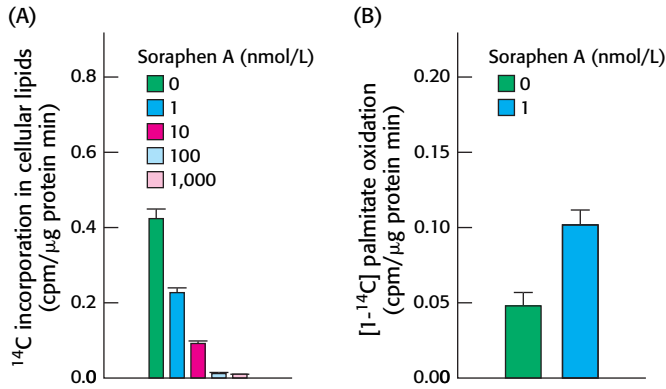 (A)
Soraphen A (nmol/L)
0
1
10
100
1,000
0.8
0.6
0.4
0.2
0.0
¹⁴C incorporation in cellular lipids
(cpm/μg protein min)
(B)
Soraphen A (nmol/L)
0
1
0.20
0.15
0.10
0.05
0.0
[1-¹⁴C] palmitate oxidation
(cpm/μg protein min)